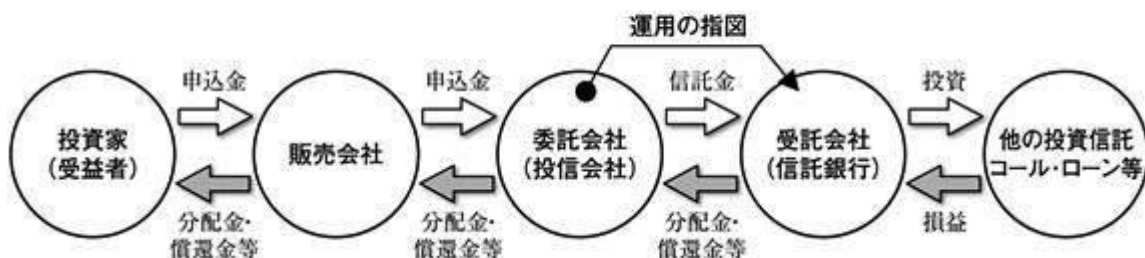 運用の指図
申込金
申込金
信託金
投資
投資家
(受益者)
販売会社
委託会社
(投信会社)
受託会社
(信託銀行)
他の投資信託
コール・ローン等
分配金・
償還金等
分配金・
償還金等
分配金・
償還金等
損益